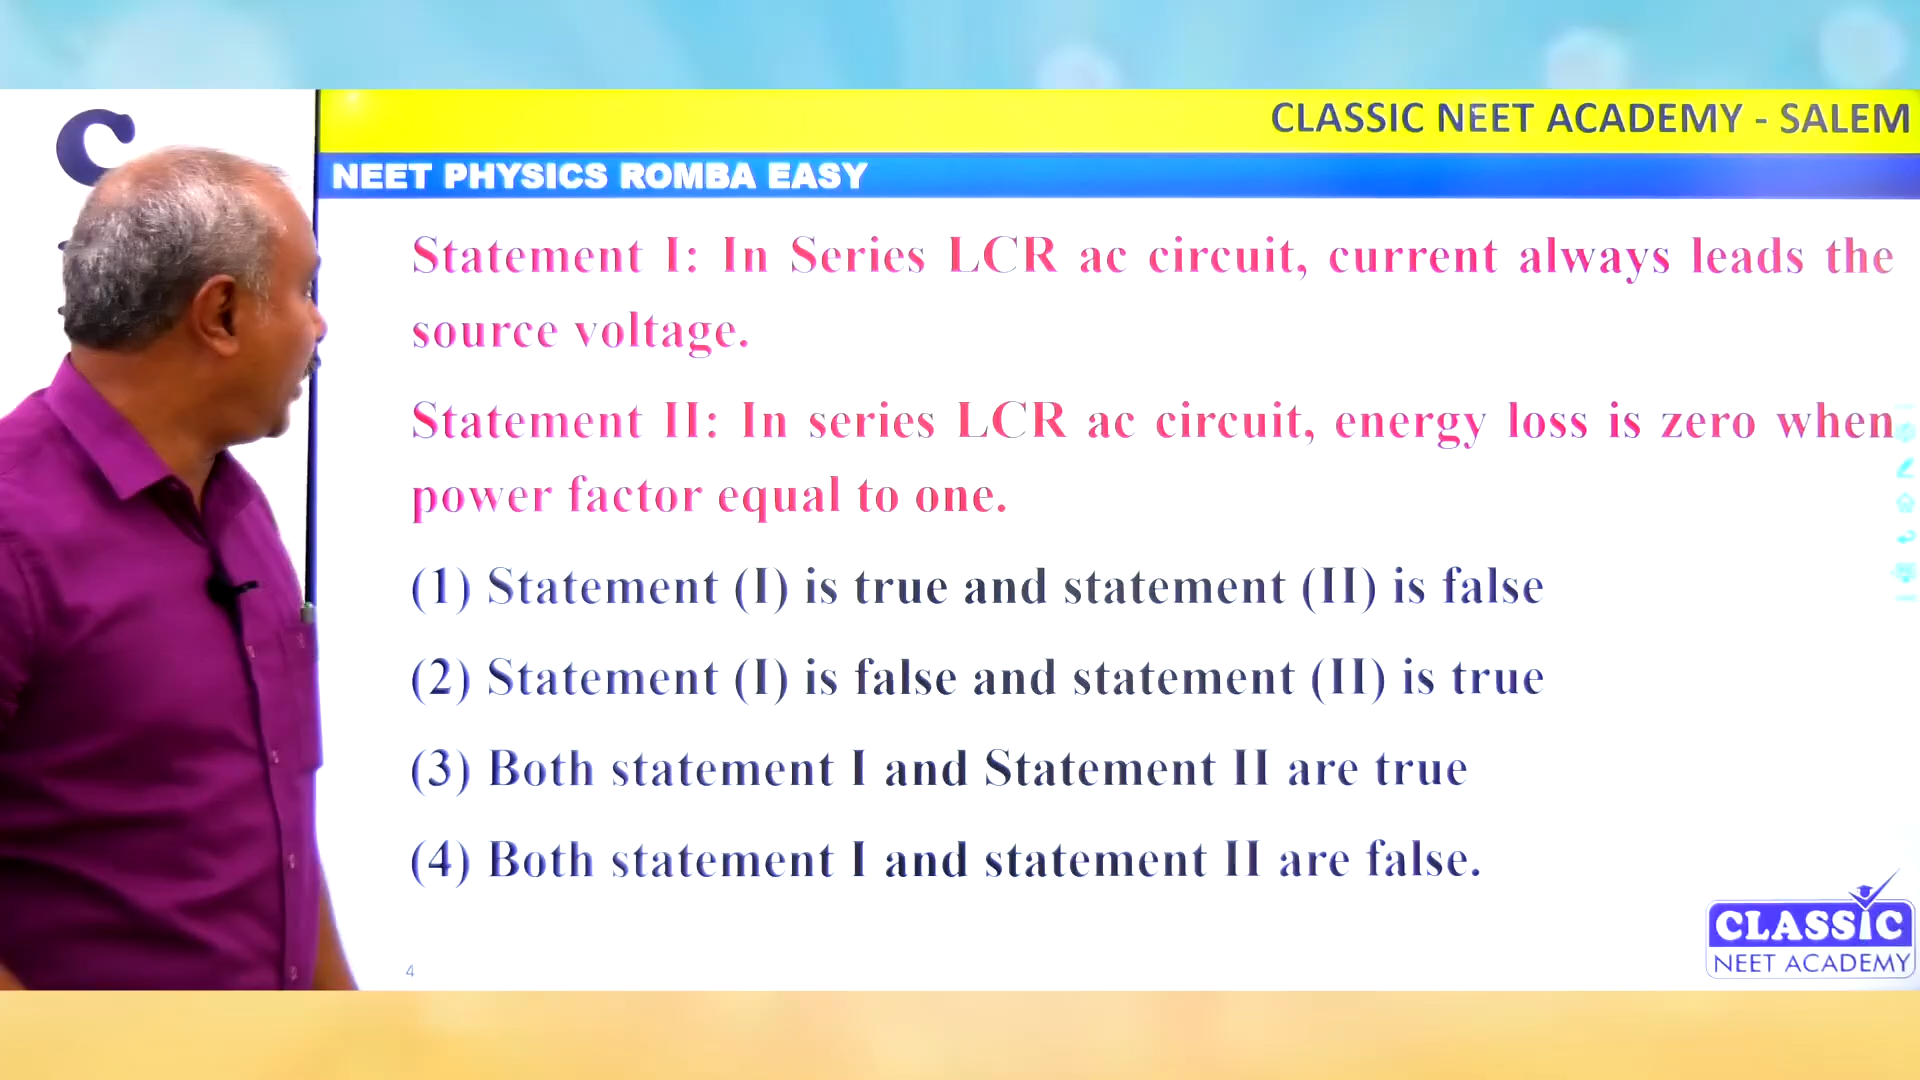 CLASSIC NEET ACADEMY - SALEM
NEET PHYSICS ROMBA EASY
Statement I: In Series LCR ac circuit, current always leads the
source voltage.
Statement II: In series LCR ac circuit, energy loss is zero when
power factor equal to one.
(1) Statement (I) is true and statement (II) is false
(2) Statement (I) is false and statement (II) is true
(3) Both statement I and Statement II are true
(4) Both statement I and statement II are false.
4
CLASSIC
NEET ACADEMY